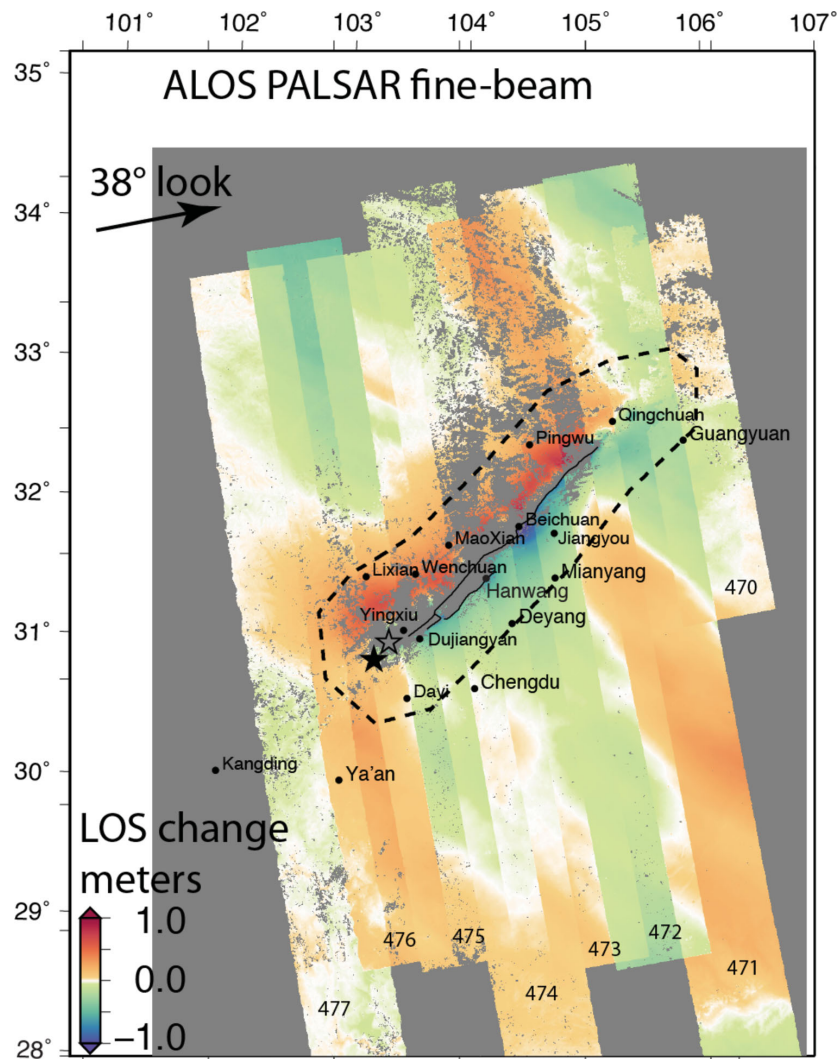 101° 102° 103° 104° 105° 106° 107°
35°
ALOS PALSAR fine-beam
38° look
34°
33°
Qingchuan
Pingwu
Guangyuan
32°
Beichuan
MaoXian
Jiangyou
Lixian
Wenchuan
Mianyang
Hanwang
470
Yingxiu
Deyang
31°
Dujiangyan
Dayi
Chengdu
30°
Kangding
Ya’an
LOS change
meters
29°
1.0
476
475
473
472
471
0.0
474
477
−1.0
28°